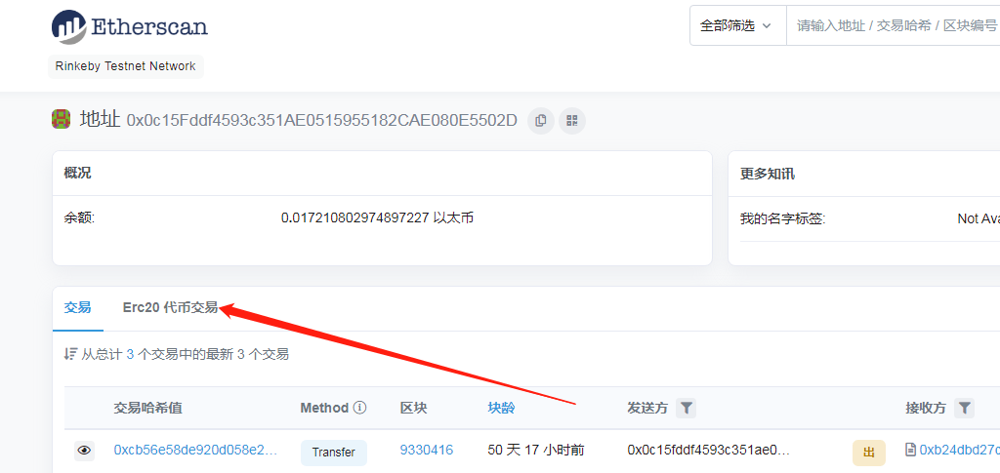 Etherscan
全部筛选
请输入地址 / 交易哈希 / 区块编号
Rinkeby Testnet Network
地址 0x0c15Fddf4593c351AE0515955182CAE080E5502D
概况
更多知讯
余额:
0.017210802974897227 以太币
我的名字标签:
Not Ava
交易
Erc20 代币交易
从总计 3 个交易中的最新 3 个交易
交易哈希值
Method
区块
块龄
发送方
接收方
0xcb56e58de920d058e2...
Transfer
9330416
50 天 17 小时前
0x0c15fddf4593c351ae0...
出
0xb24dbd27c